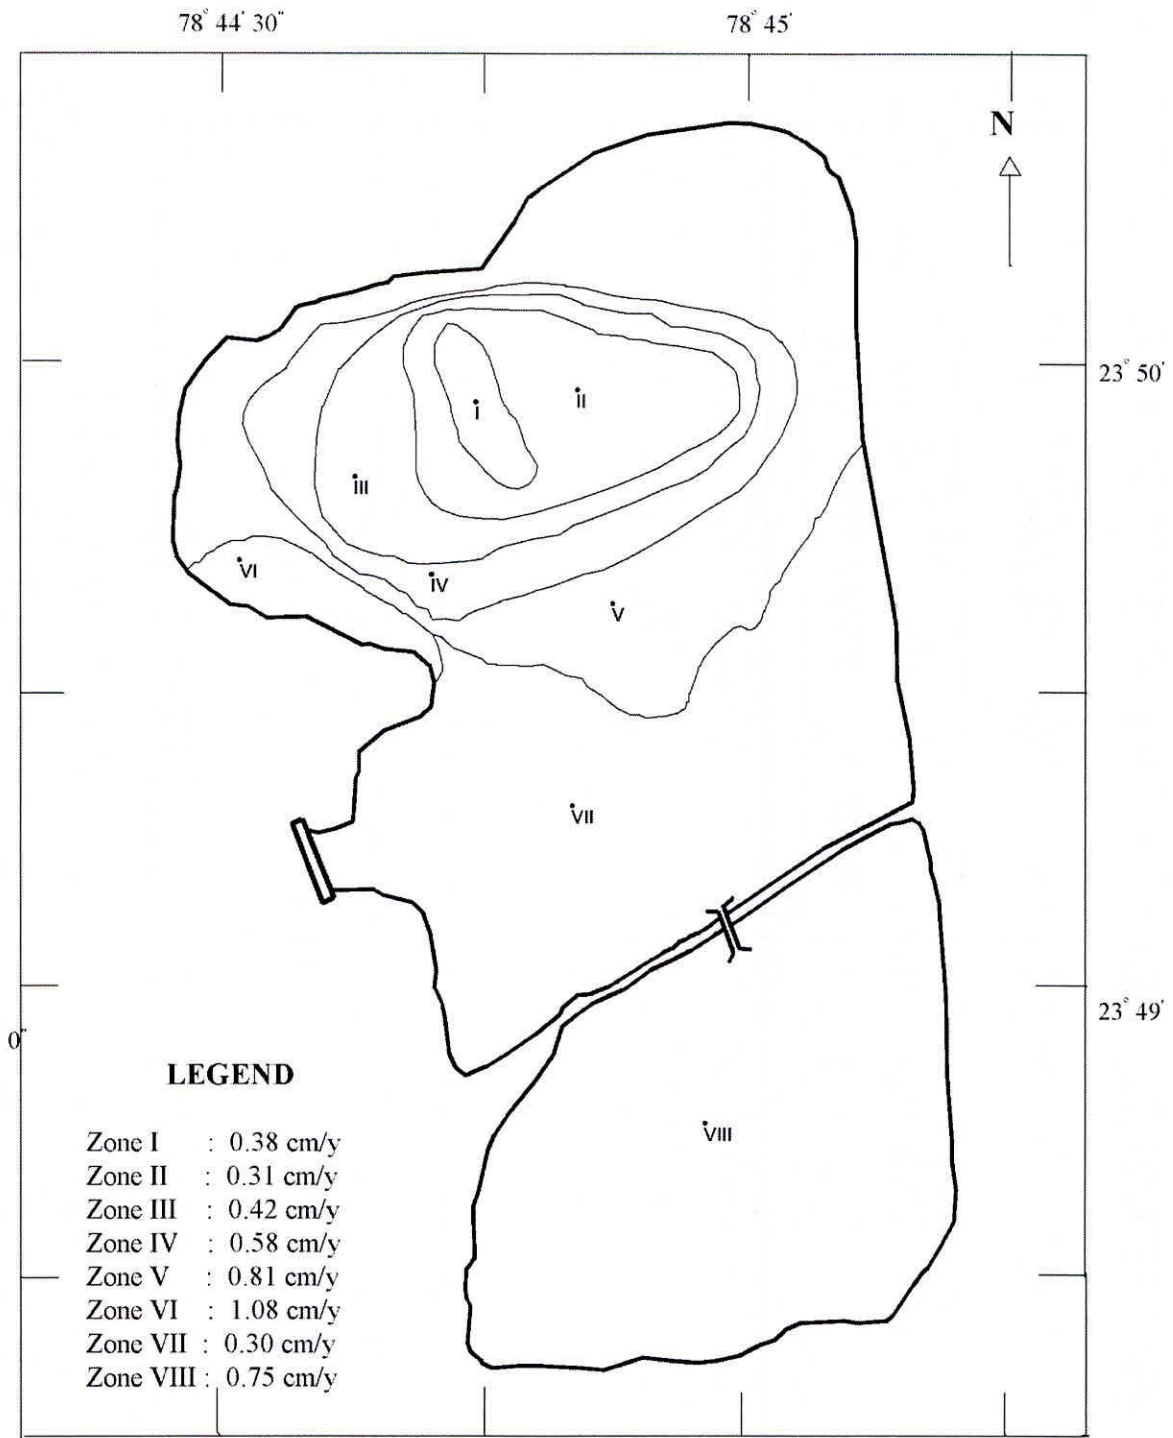 78° 44' 30"
78° 45'
N
23° 50'
i
ii
iii
VI
IV
V
VII
23° 49'
0"
LEGEND
VIII
Zone I : 0.38 cm/y
Zone II : 0.31 cm/y
Zone III : 0.42 cm/y
Zone IV : 0.58 cm/y
Zone V : 0.81 cm/y
Zone VI : 1.08 cm/y
Zone VII : 0.30 cm/y
Zone VIII : 0.75 cm/y